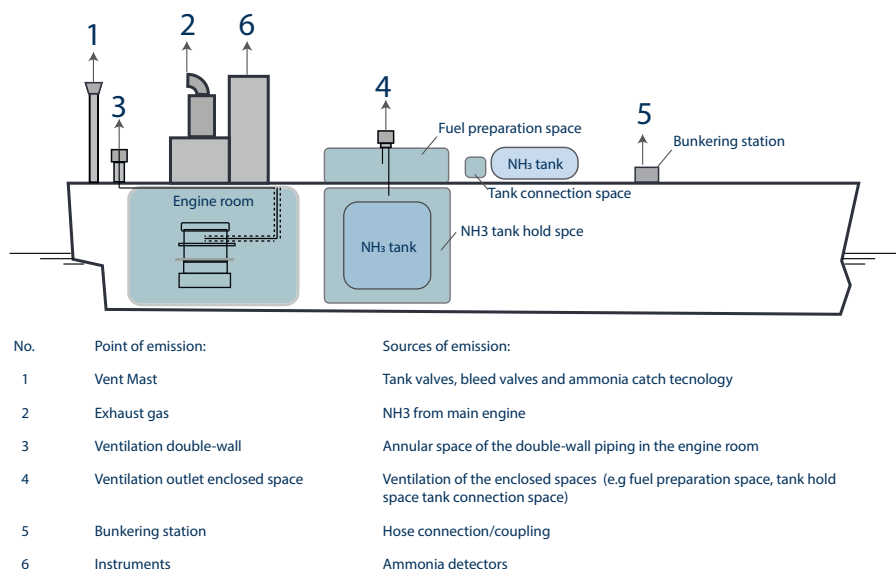 1
2
6
3
4
5
Fuel preparation space
Bunkering station
NH₃ tank
Tank connection space
Engine room
NH3 tank hold spce
NH₃ tank
No. Point of emission: Sources of emission:
1 Vent Mast Tank valves, bleed valves and ammonia catch tecnology
2 Exhaust gas NH3 from main engine
3 Ventilation double-wall Annular space of the double-wall piping in the engine room
4 Ventilation outlet enclosed space Ventilation of the enclosed spaces (e.g fuel preparation space, tank hold
space tank connection space)
5 Bunkering station Hose connection/coupling
6 Instruments Ammonia detectors